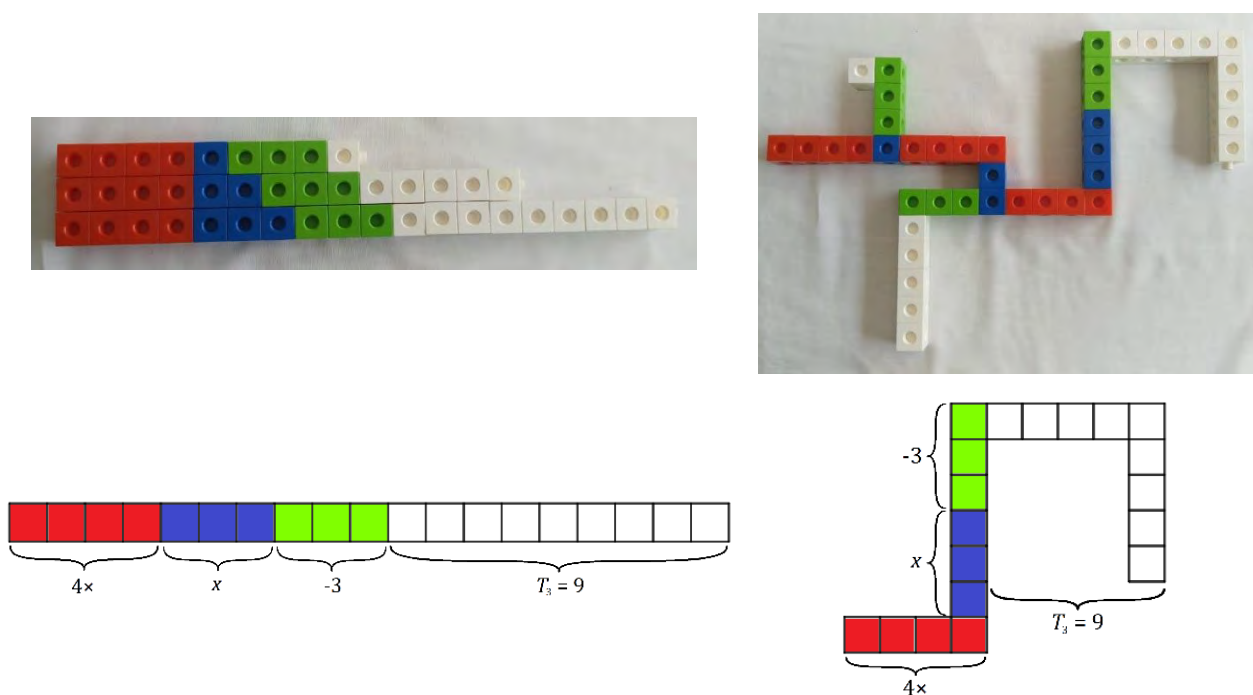 4× x -3 T₃ = 9
-3
x
T₃ = 9
4×